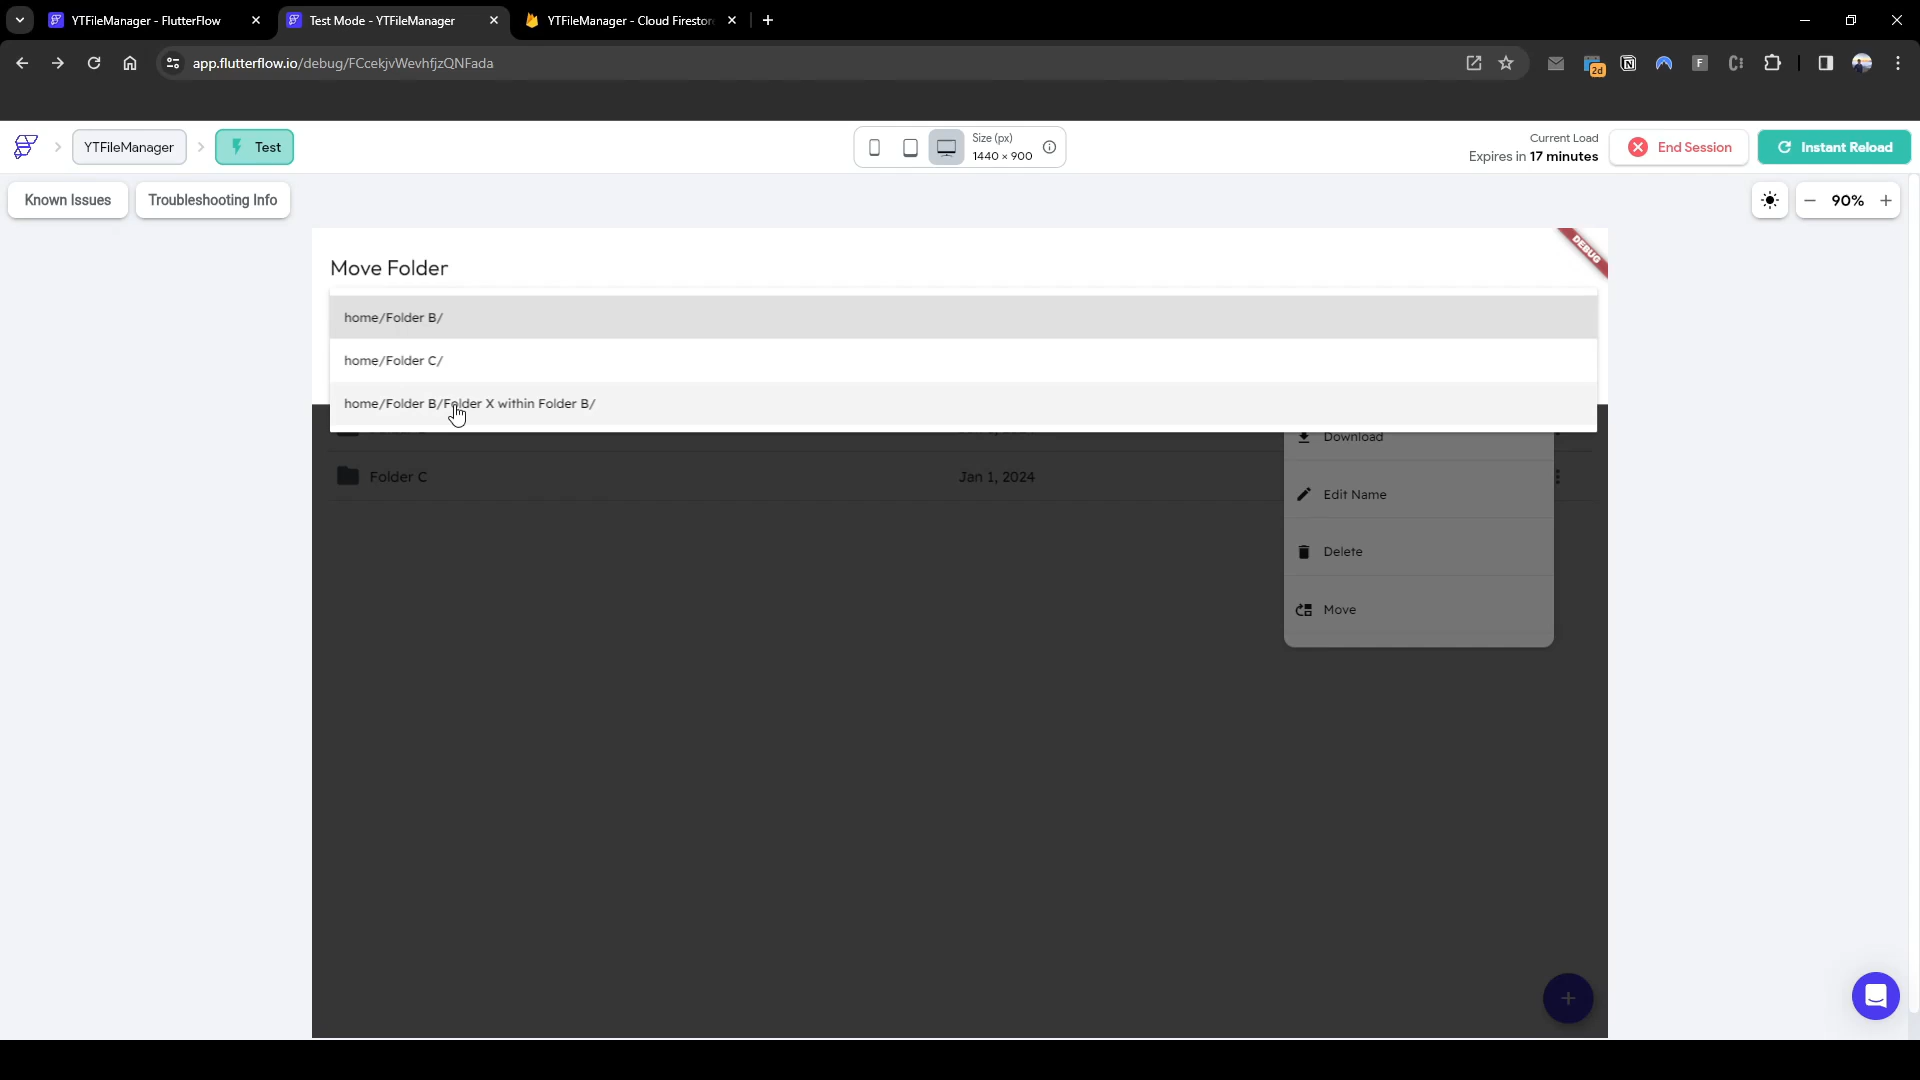 YTFileManager - FlutterFlow
Test Mode - YTFileManager
YTFileManager - Cloud Firestore
app.flutterflow.io/debug/FCcekjvWevhfjzQNFada
2d
F
YTFileManager
Test
Size (px)
1440 × 900
Current Load
Expires in 17 minutes
End Session
Instant Reload
Known Issues
Troubleshooting Info
90%
DEBUG
Move Folder
home/Folder B/
home/Folder C/
home/Folder B/Folder X within Folder B/
Download
Folder C
Jan 1, 2024
Edit Name
Delete
Move